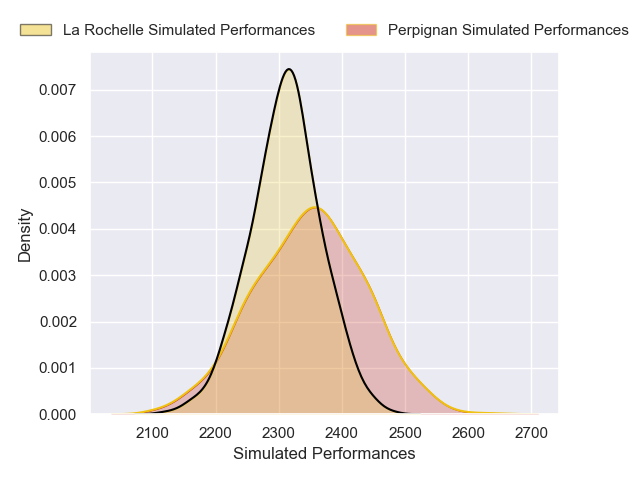 La Rochelle Simulated Performances
Perpignan Simulated Performances
0.007
0.006
0.005
0.004
0.003
0.002
0.001
0.000
Density
2100 2200 2300 2400 2500 2600 2700
Simulated Performances